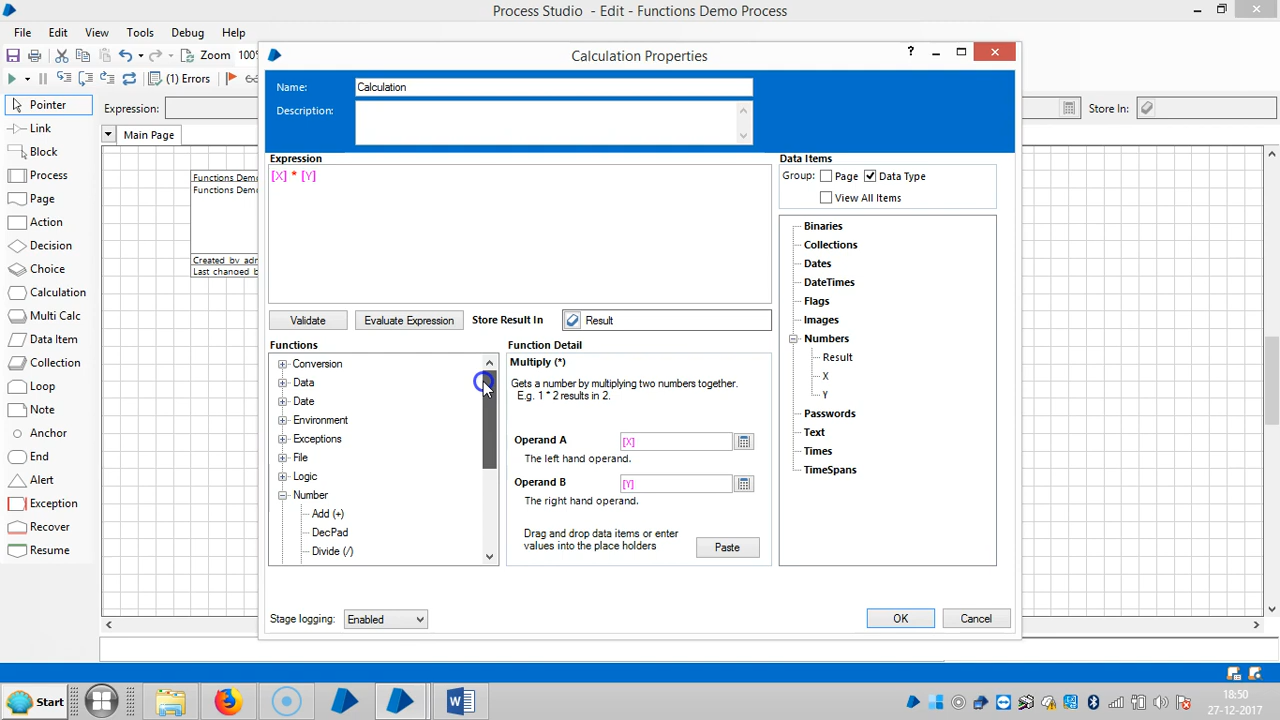 Process Studio  - Edit - Functions Demo Process
File Edit View Tools Debug Help
Zoom 100%
(1) Errors
Calculation Properties
?
Name: Calculation
Description:
Expression: Store In:
Pointer
Link
Block
Process
Page
Action
Decision
Choice
Calculation
Multi Calc
Data Item
Collection
Loop
Note
Anchor
End
Alert
Exception
Recover
Resume
Main Page
Functions Demo
Functions Demo
Created by adm
Last changed b
Expression
[X] * [Y]
Validate
Evaluate Expression
Store Result In
Result
Functions
Conversion
Data
Date
Environment
Exceptions
File
Logic
Number
Add (+)
DecPad
Divide (/)
Function Detail
Multiply (*)
Gets a number by multiplying two numbers together.
E.g. 1 * 2 results in 2.
Operand A [X]
The left hand operand.
Operand B [Y]
The right hand operand.
Drag and drop data items or enter
values into the place holders
Paste
Data Items
Group: Page Data Type
View All Items
Binaries
Collections
Dates
DateTimes
Flags
Images
Numbers
Result
X
Y
Passwords
Text
Times
TimeSpans
Stage logging: Enabled
OK
Cancel
Start
18:50
27-12-2017